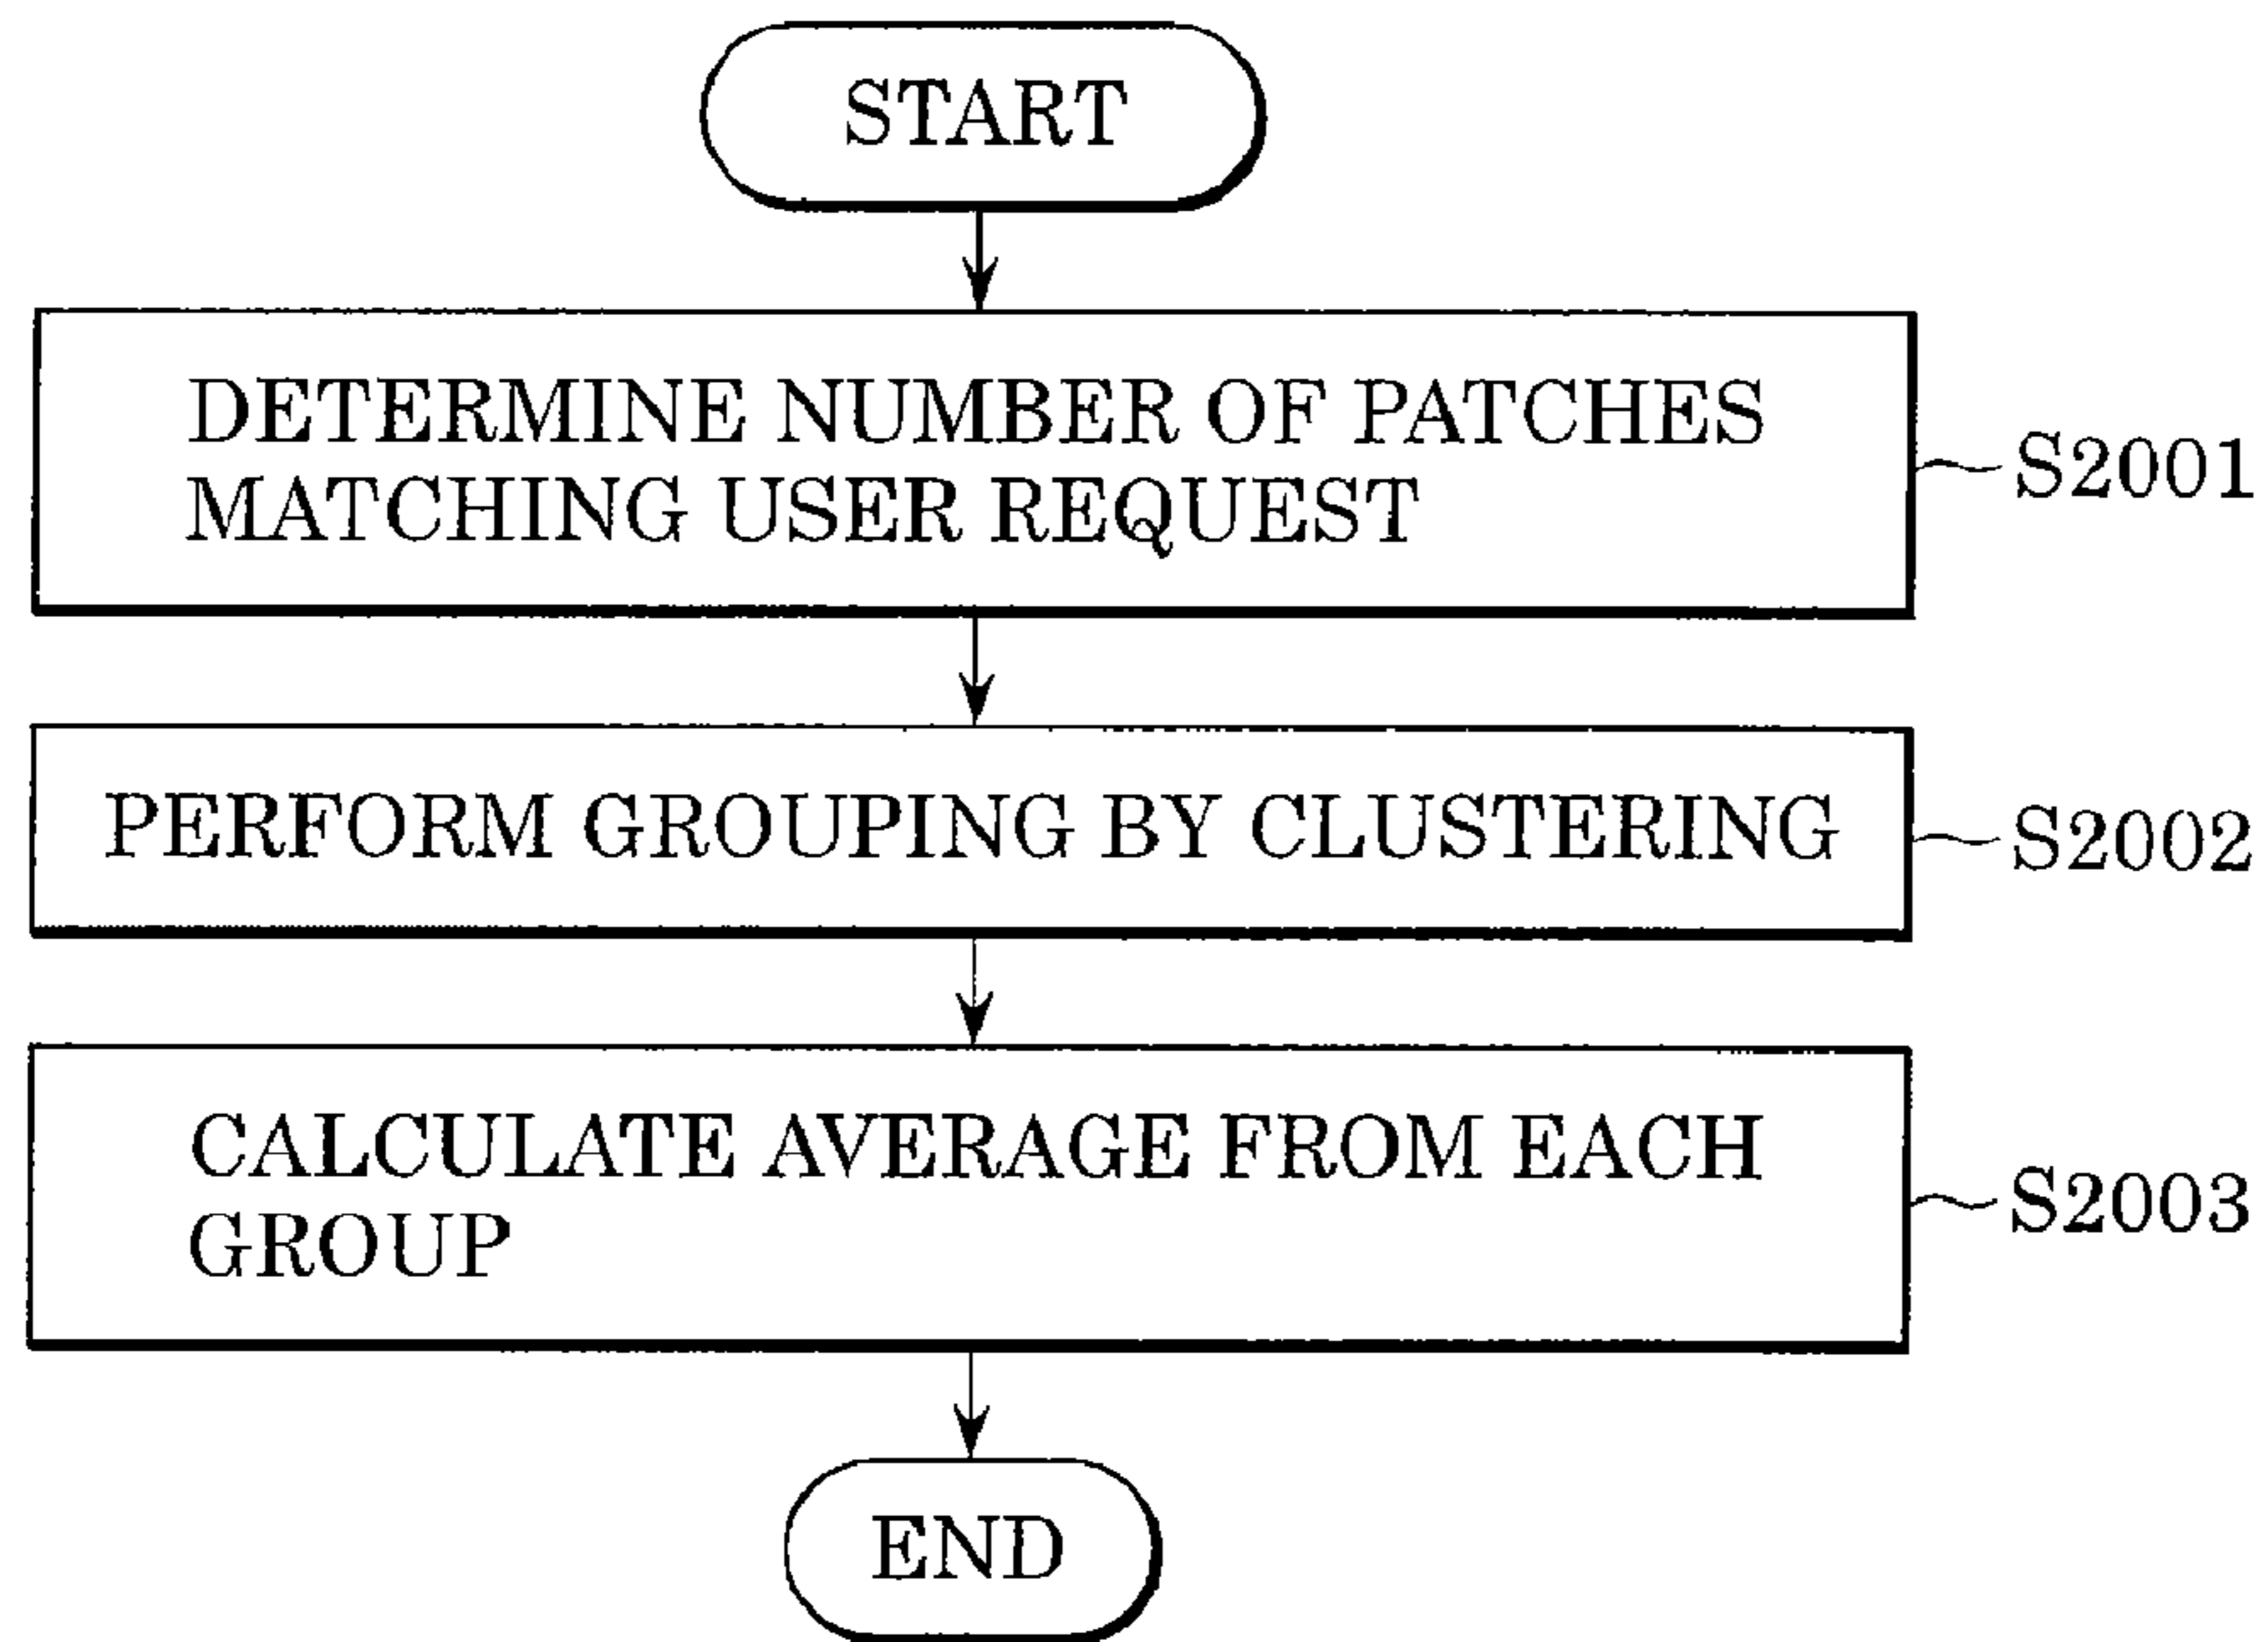 START
DETERMINE NUMBER OF PATCHES
MATCHING USER REQUEST
S2001
PERFORM GROUPING BY CLUSTERING
S2002
CALCULATE AVERAGE FROM EACH
GROUP
S2003
END